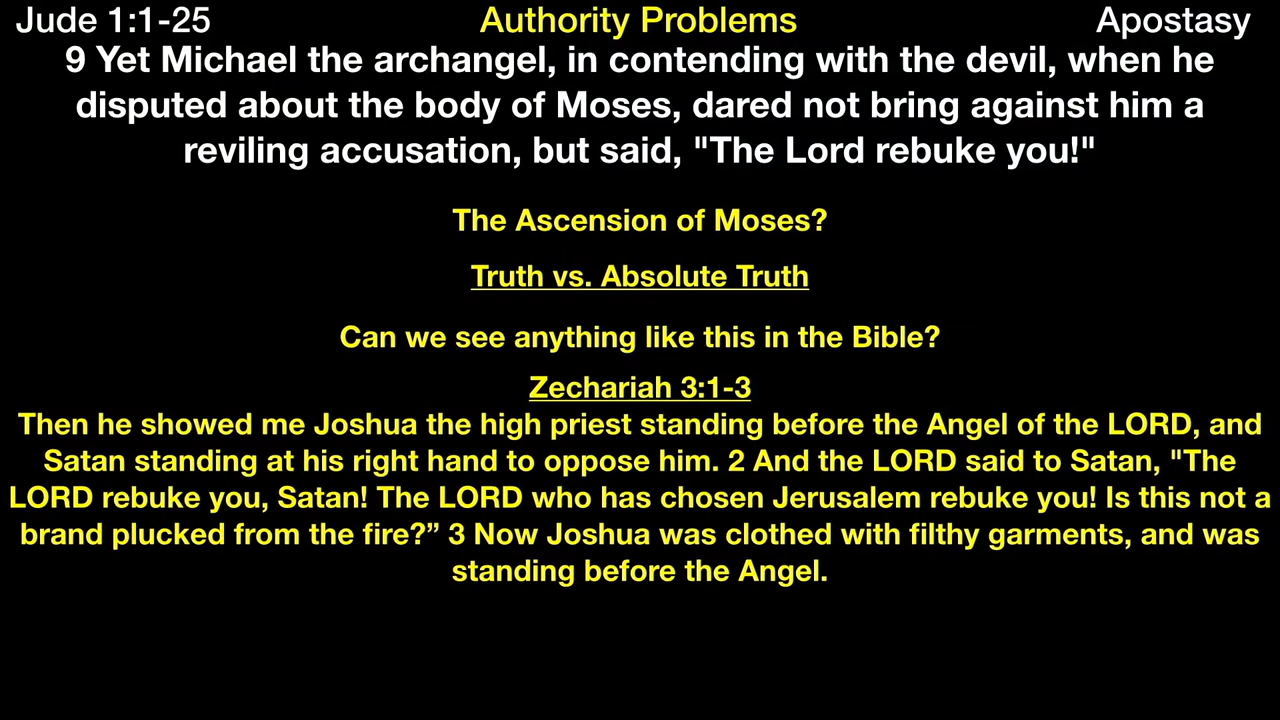 Jude 1:1-25 Authority Problems Apostasy
9 Yet Michael the archangel, in contending with the devil, when he
disputed about the body of Moses, dared not bring against him a
reviling accusation, but said, "The Lord rebuke you!"
The Ascension of Moses?
Truth vs. Absolute Truth
Can we see anything like this in the Bible?
Zechariah 3:1-3
Then he showed me Joshua the high priest standing before the Angel of the LORD, and
Satan standing at his right hand to oppose him. 2 And the LORD said to Satan, "The
LORD rebuke you, Satan! The LORD who has chosen Jerusalem rebuke you! Is this not a
brand plucked from the fire?” 3 Now Joshua was clothed with filthy garments, and was
standing before the Angel.